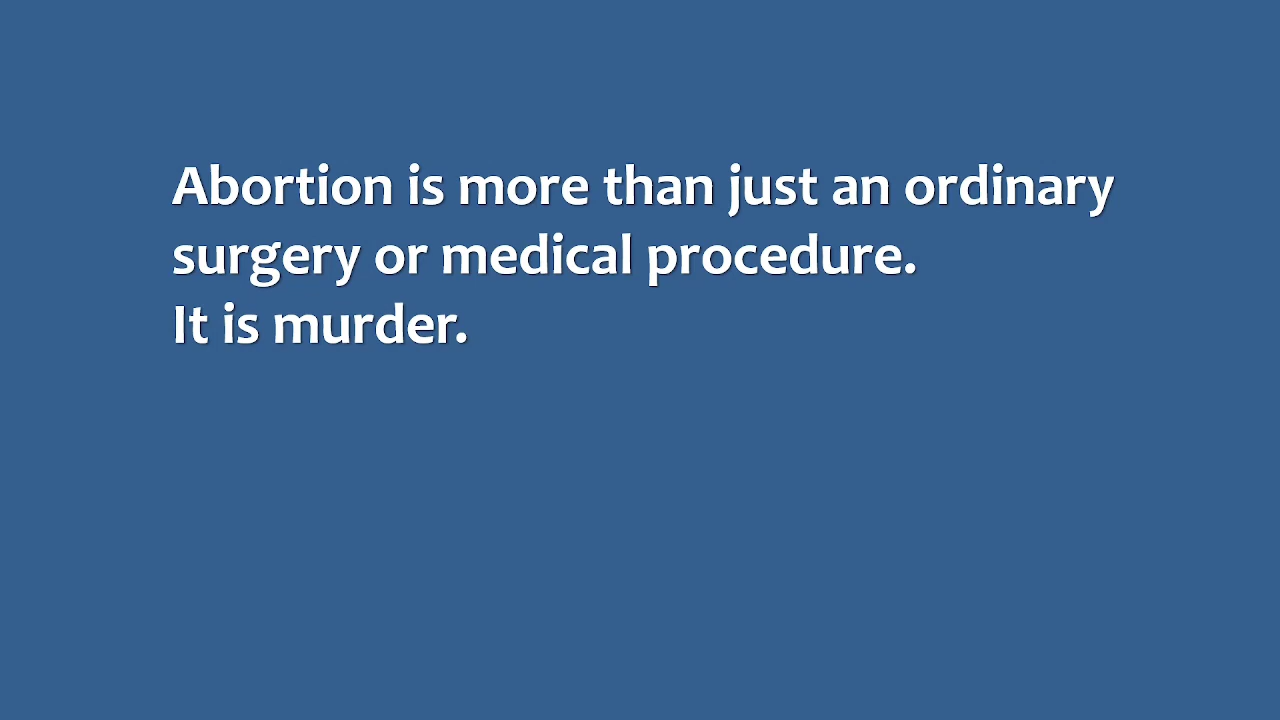 Abortion is more than just an ordinary
surgery or medical procedure.
It is murder.